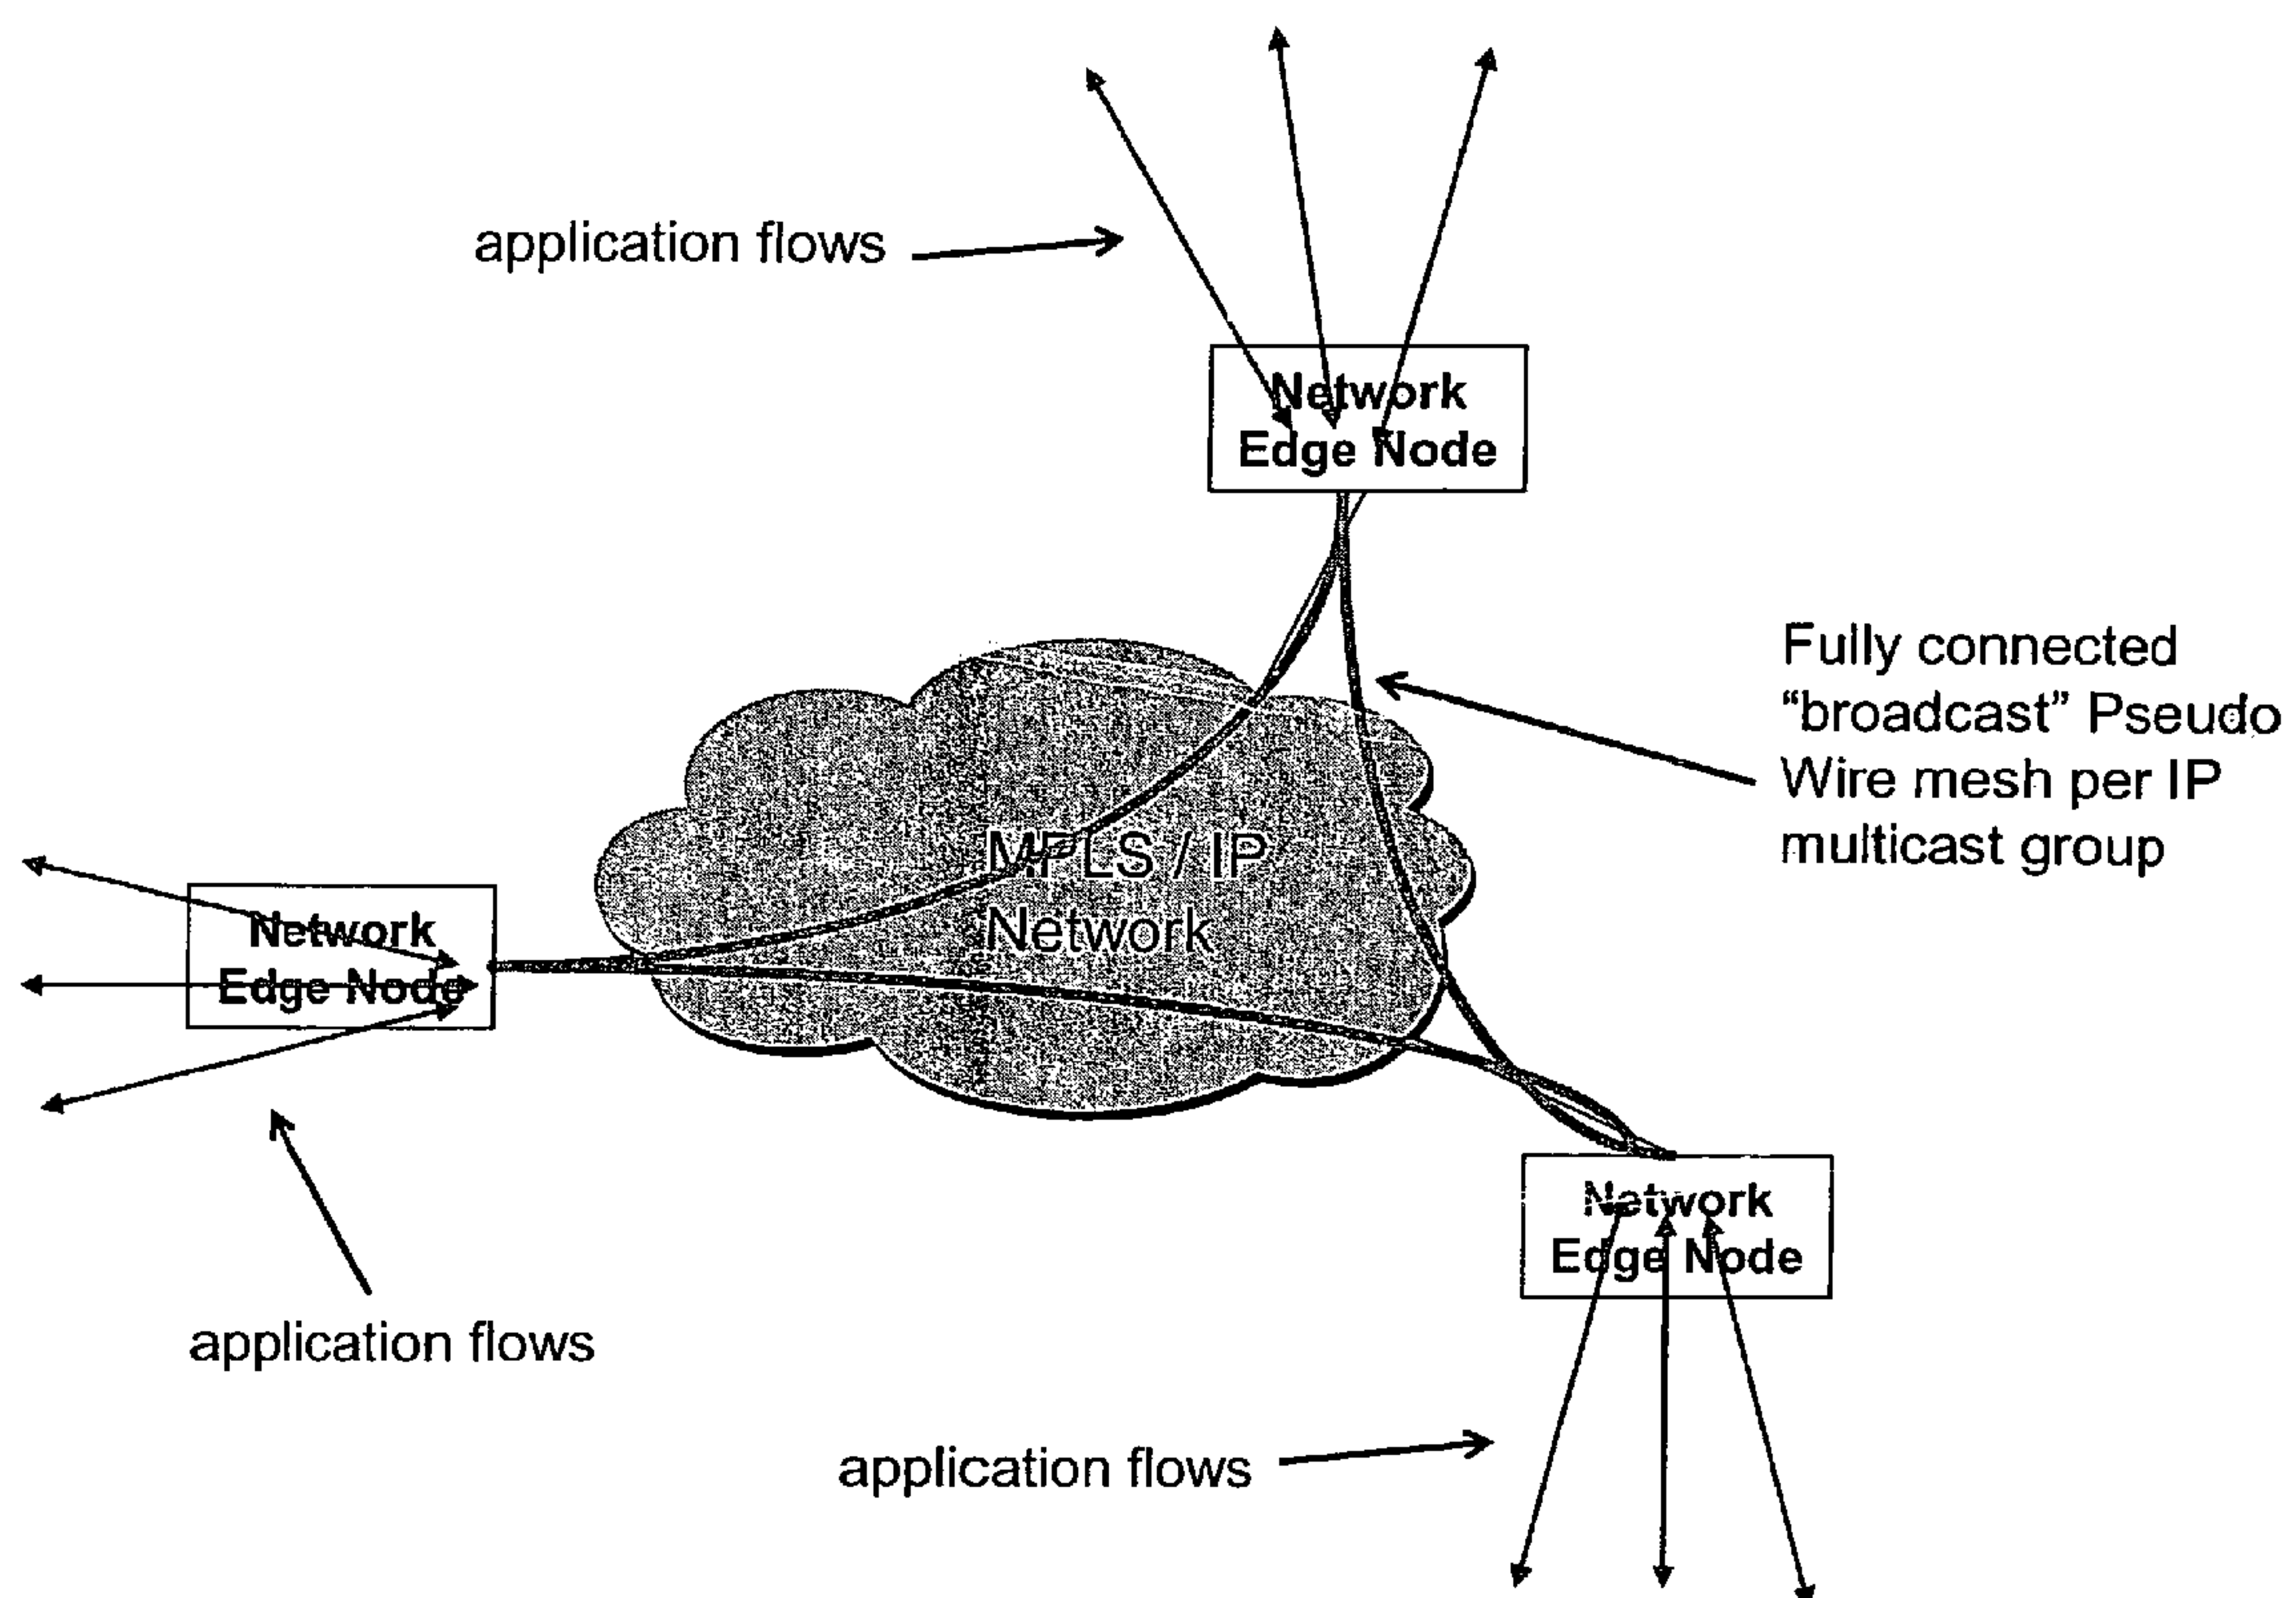 application flows
Network
Edge Node
Fully connected
“broadcast” Pseudo
Wire mesh per IP
multicast group
MPLS / IP
Network
Network
Edge Node
application flows
Network
Edge Node
application flows